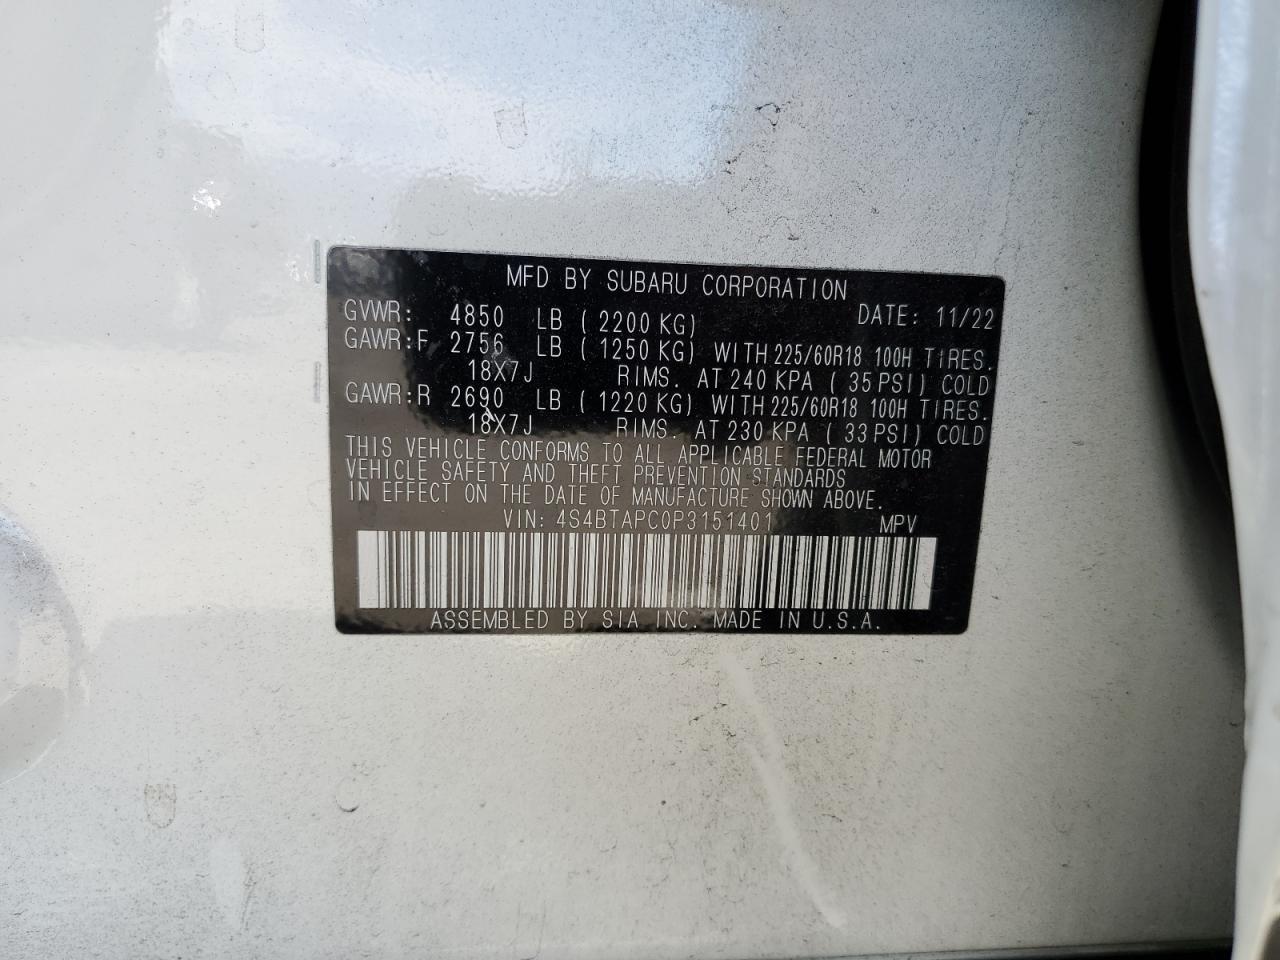 MFD BY SUBARU CORPORATION
GVWR: 4850 LB ( 2200 KG) DATE: 11/22
GAWR:F 2756 LB ( 1250 KG) WITH 225/60R18 100H TIRES.
18X7J RIMS. AT 240 KPA ( 35 PSI) COLD
GAWR:R 2690 LB ( 1220 KG) WITH 225/60R18 100H TIRES.
18X7J RIMS. AT 230 KPA ( 33 PSI) COLD
THIS VEHICLE CONFORMS TO ALL APPLICABLE FEDERAL MOTOR
VEHICLE SAFETY AND THEFT PREVENTION STANDARDS
IN EFFECT ON THE DATE OF MANUFACTURE SHOWN ABOVE.
VIN: 4S4BTAPC0P3151401 MPV
ASSEMBLED BY SIA INC. MADE IN U.S.A.